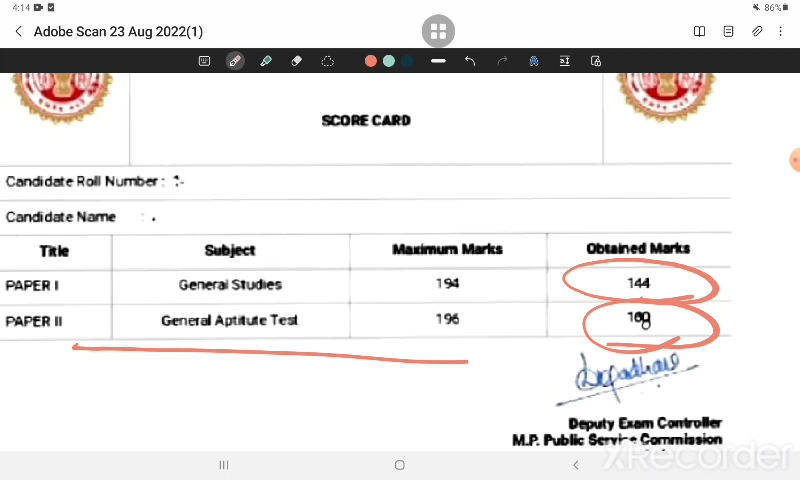 4:14 86%
Adobe Scan 23 Aug 2022(1)
SCORE CARD
Candidate Roll Number :
Candidate Name :
Title Subject Maximum Marks Obtained Marks
PAPER I General Studies 194 144
PAPER II General Aptitute Test 196
Deputy Exam Controller
M.P. Public Service Commission
XRecorder